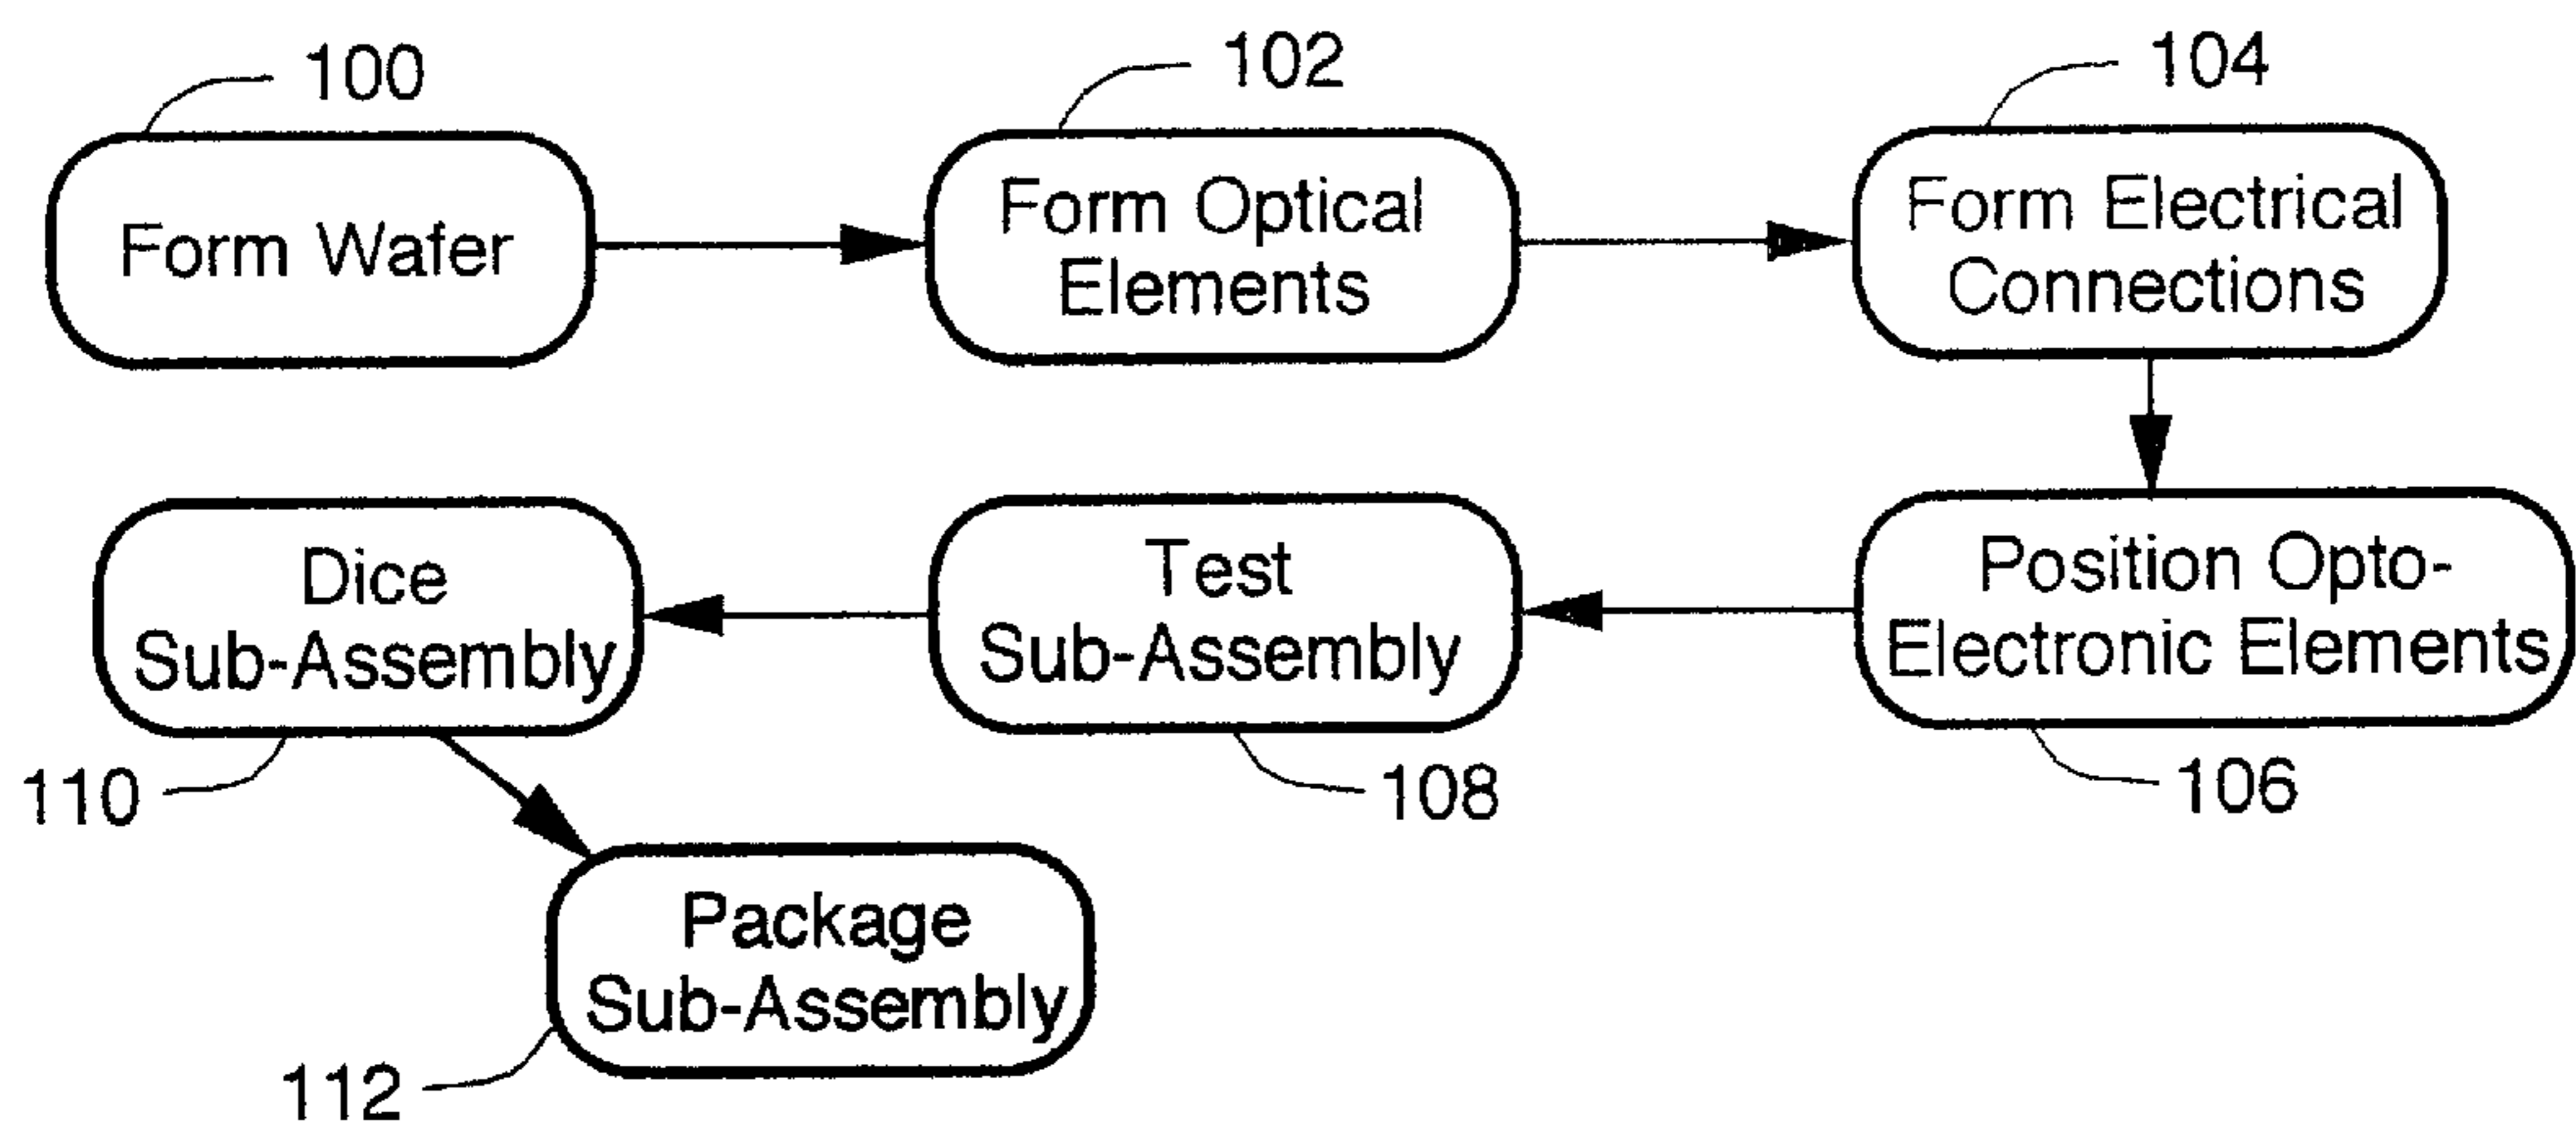 100
Form Wafer
102
Form Optical
Elements
104
Form Electrical
Connections
Position Opto-
Electronic Elements
106
Test
Sub-Assembly
108
Dice
Sub-Assembly
110
Package
Sub-Assembly
112